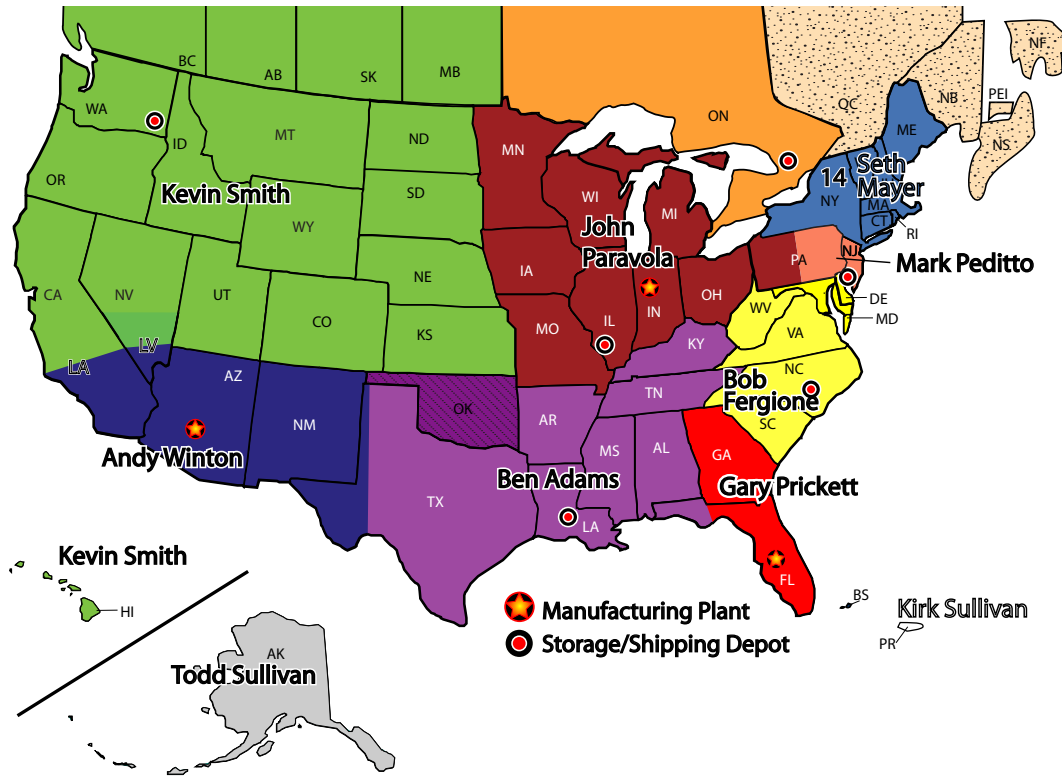 BC
AB
SK
MB
ON
QC
NB
NF
PEI
NS
WA
ID
MT
ND
MN
ME
OR
Kevin Smith
SD
WI
MI
14
Seth
Mayer
NY
MA
CT
RI
WY
John
Paravola
PA
NJ
Mark Peditto
CA
NV
UT
NE
IA
IL
IN
OH
WV
DE
MD
CO
KS
MO
KY
VA
LV
LA
AZ
NM
OK
AR
TN
Bob
Fergione
NC
SC
Andy Winton
TX
Ben Adams
MS
AL
GA
Gary Prickett
LA
FL
Kevin Smith
HI
BS
Kirk Sullivan
PR
Manufacturing Plant
Storage/Shipping Depot
AK
Todd Sullivan